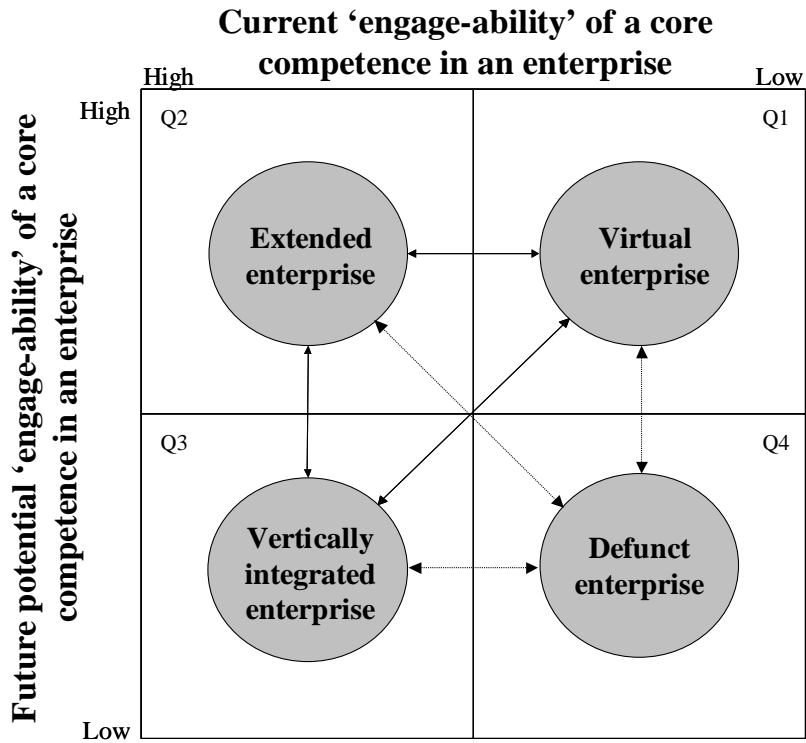 Current ‘engage-ability’ of a core
competence in an enterprise
High
Low
High
Q2
Q1
Extended
enterprise
Virtual
enterprise
Future potential ‘engage-ability’ of a core
competence in an enterprise
Q3
Q4
Vertically
integrated
enterprise
Defunct
enterprise
Low